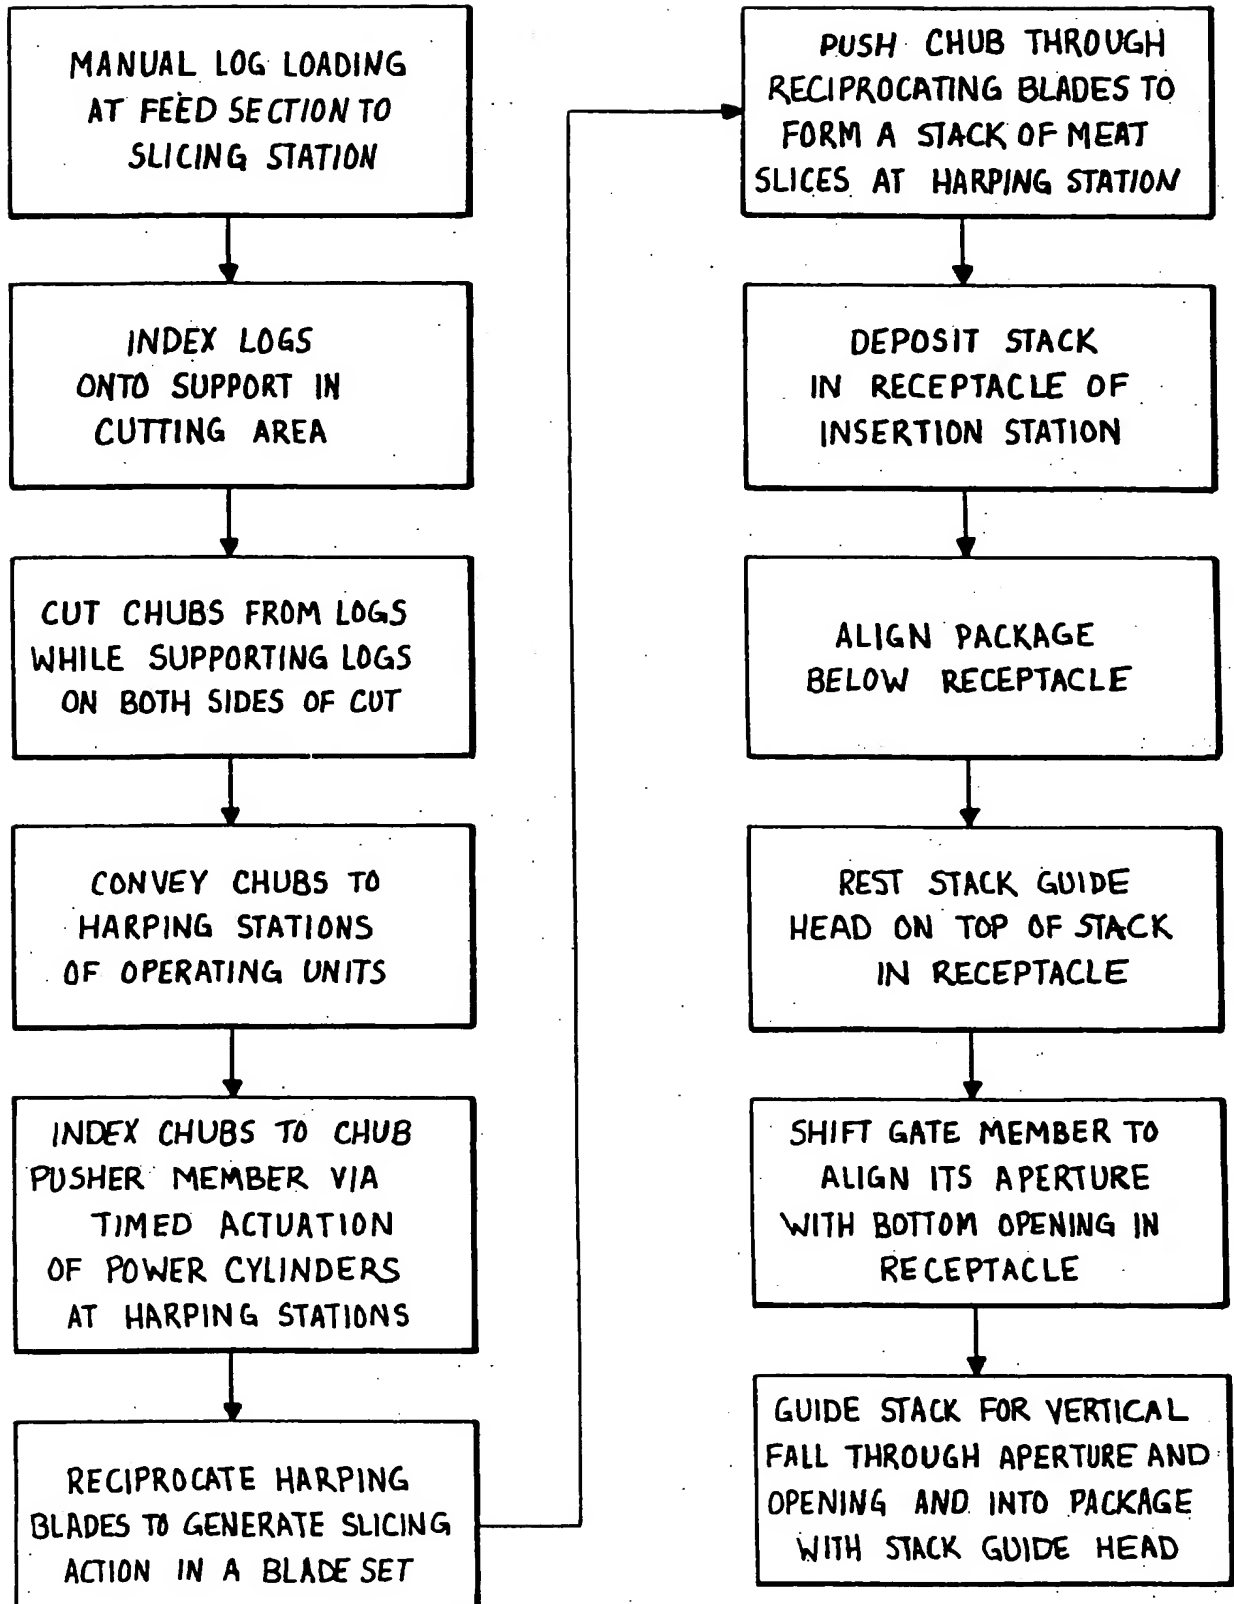 MANUAL LOG LOADING
AT FEED SECTION TO
SLICING STATION
INDEX LOGS
ONTO SUPPORT IN
CUTTING AREA
CUT CHUBS FROM LOGS
WHILE SUPPORTING LOGS
ON BOTH SIDES OF CUT
CONVEY CHUBS TO
HARPING STATIONS
OF OPERATING UNITS
INDEX CHUBS TO CHUB
PUSHER MEMBER VIA
TIMED ACTUATION
OF POWER CYLINDERS
AT HARPING STATIONS
RECIPROCATE HARPING
BLADES TO GENERATE SLICING
ACTION IN A BLADE SET
PUSH CHUB THROUGH
RECIPROCATING BLADES TO
FORM A STACK OF MEAT
SLICES AT HARPING STATION
DEPOSIT STACK
IN RECEPTACLE OF
INSERTION STATION
ALIGN PACKAGE
BELOW RECEPTACLE
REST STACK GUIDE
HEAD ON TOP OF STACK
IN RECEPTACLE
SHIFT GATE MEMBER TO
ALIGN ITS APERTURE
WITH BOTTOM OPENING IN
RECEPTACLE
GUIDE STACK FOR VERTICAL
FALL THROUGH APERTURE AND
OPENING AND INTO PACKAGE
WITH STACK GUIDE HEAD